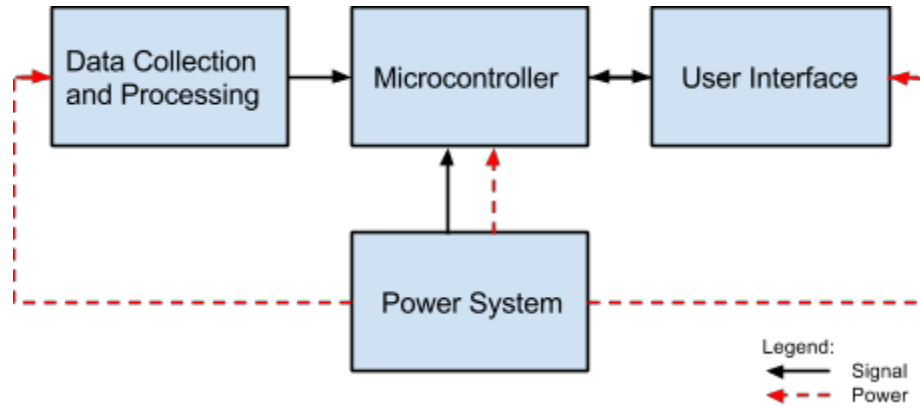 Data Collection
and Processing
Microcontroller
User Interface
Power System
Legend:
Signal
Power